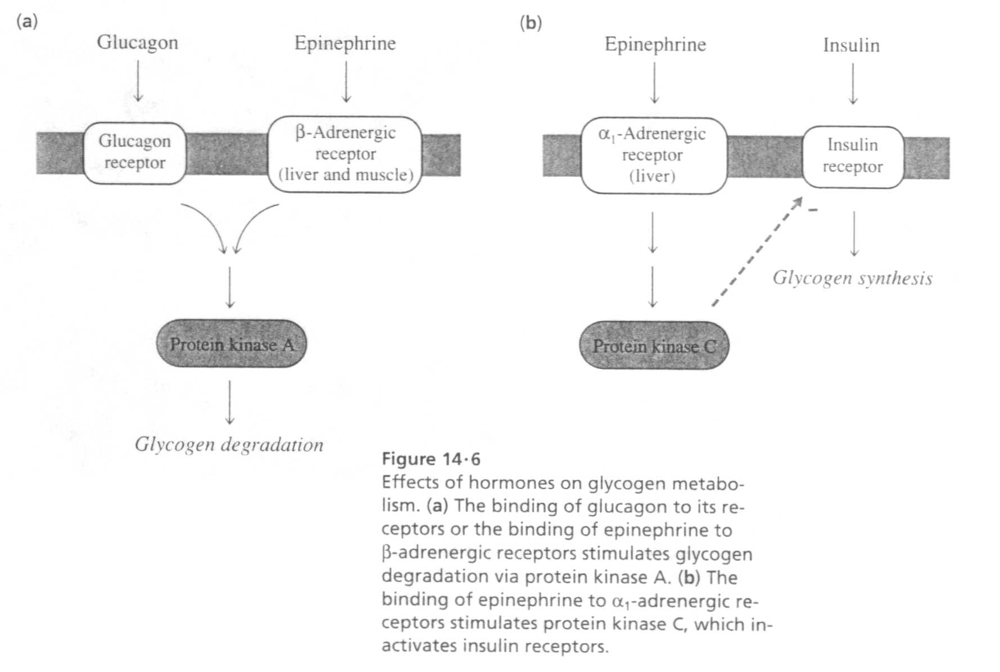 (a)
Glucagon
Epinephrine
Glucagon
receptor
β-Adrenergic
receptor
(liver and muscle)
Protein kinase A
Glycogen degradation
(b)
Epinephrine
Insulin
α₁-Adrenergic
receptor
(liver)
Insulin
receptor
–
Glycogen synthesis
Protein kinase C
Figure 14·6
Effects of hormones on glycogen metabo-
lism. (a) The binding of glucagon to its re-
ceptors or the binding of epinephrine to
β-adrenergic receptors stimulates glycogen
degradation via protein kinase A. (b) The
binding of epinephrine to α₁-adrenergic re-
ceptors stimulates protein kinase C, which in-
activates insulin receptors.